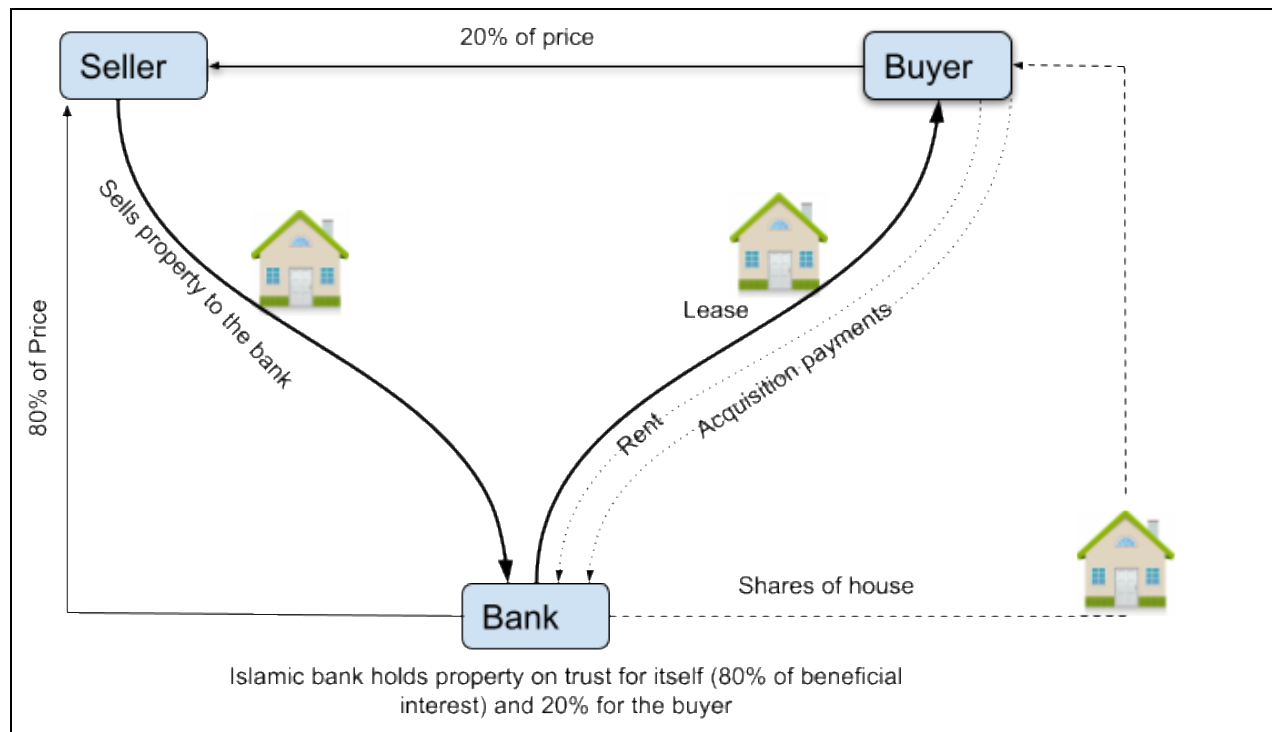 20% of price
Seller
Buyer
Sells property to the bank
80% of Price
Lease
Rent
Acquisition payments
Shares of house
Bank
Islamic bank holds property on trust for itself (80% of beneficial
interest) and 20% for the buyer